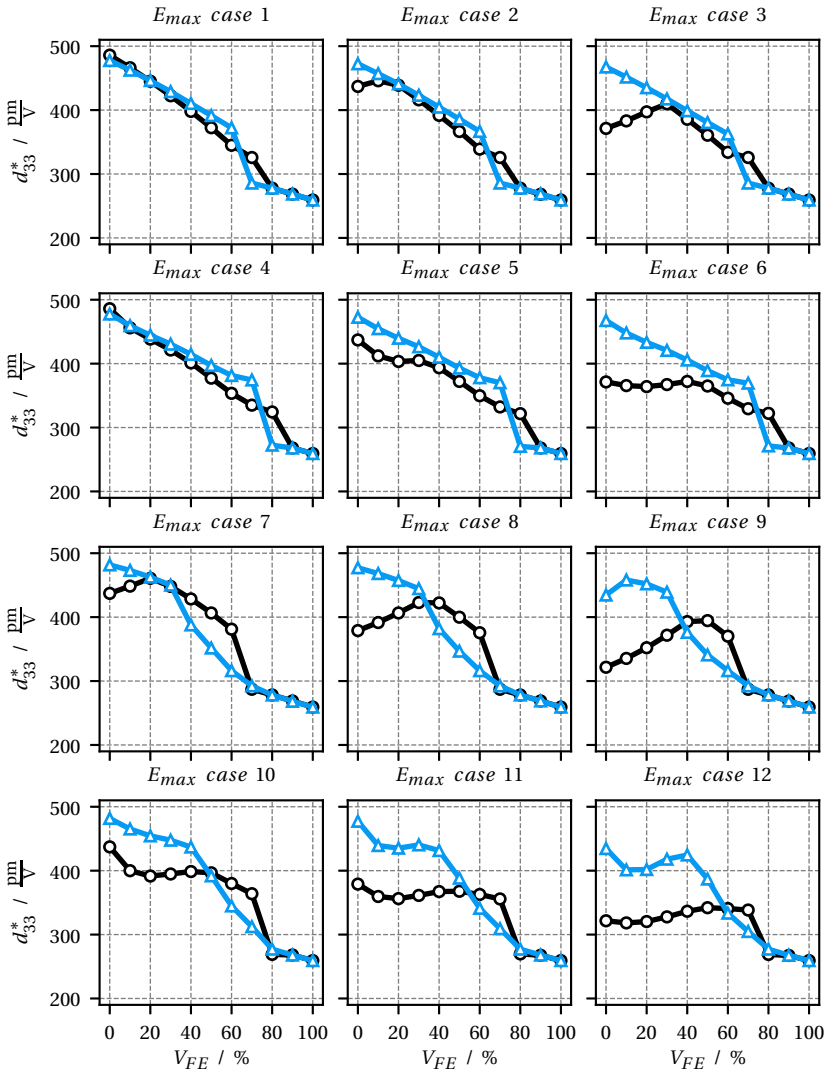 E_max case 1 E_max case 2 E_max case 3
500
400
300
200
d*_33 / pm/V
E_max case 4 E_max case 5 E_max case 6
500
400
300
200
d*_33 / pm/V
E_max case 7 E_max case 8 E_max case 9
500
400
300
200
d*_33 / pm/V
E_max case 10 E_max case 11 E_max case 12
500
400
300
200
d*_33 / pm/V
0 20 40 60 80 100 0 20 40 60 80 100 0 20 40 60 80 100
V_FE / % V_FE / % V_FE / %